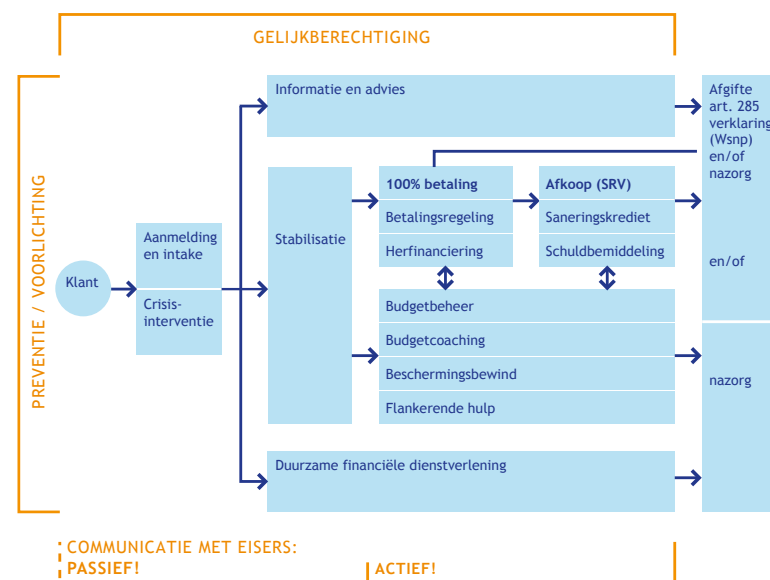 GELIJKBERECHTIGING
PREVENTIE / VOORLICHTING
Klant
Aanmelding
en intake
Crisis-
interventie
Informatie en advies
Stabilisatie
100% betaling
Betalingsregeling
Herfinanciering
Afkoop (SRV)
Saneringskrediet
Schuldbemiddeling
Budgetbeheer
Budgetcoaching
Beschermingsbewind
Flankerende hulp
Duurzame financiële dienstverlening
Afgifte
art. 285
verklaring
(Wsnp)
en/of
nazorg
en/of
nazorg
COMMUNICATIE MET EISERS:
PASSIEF!
ACTIEF!